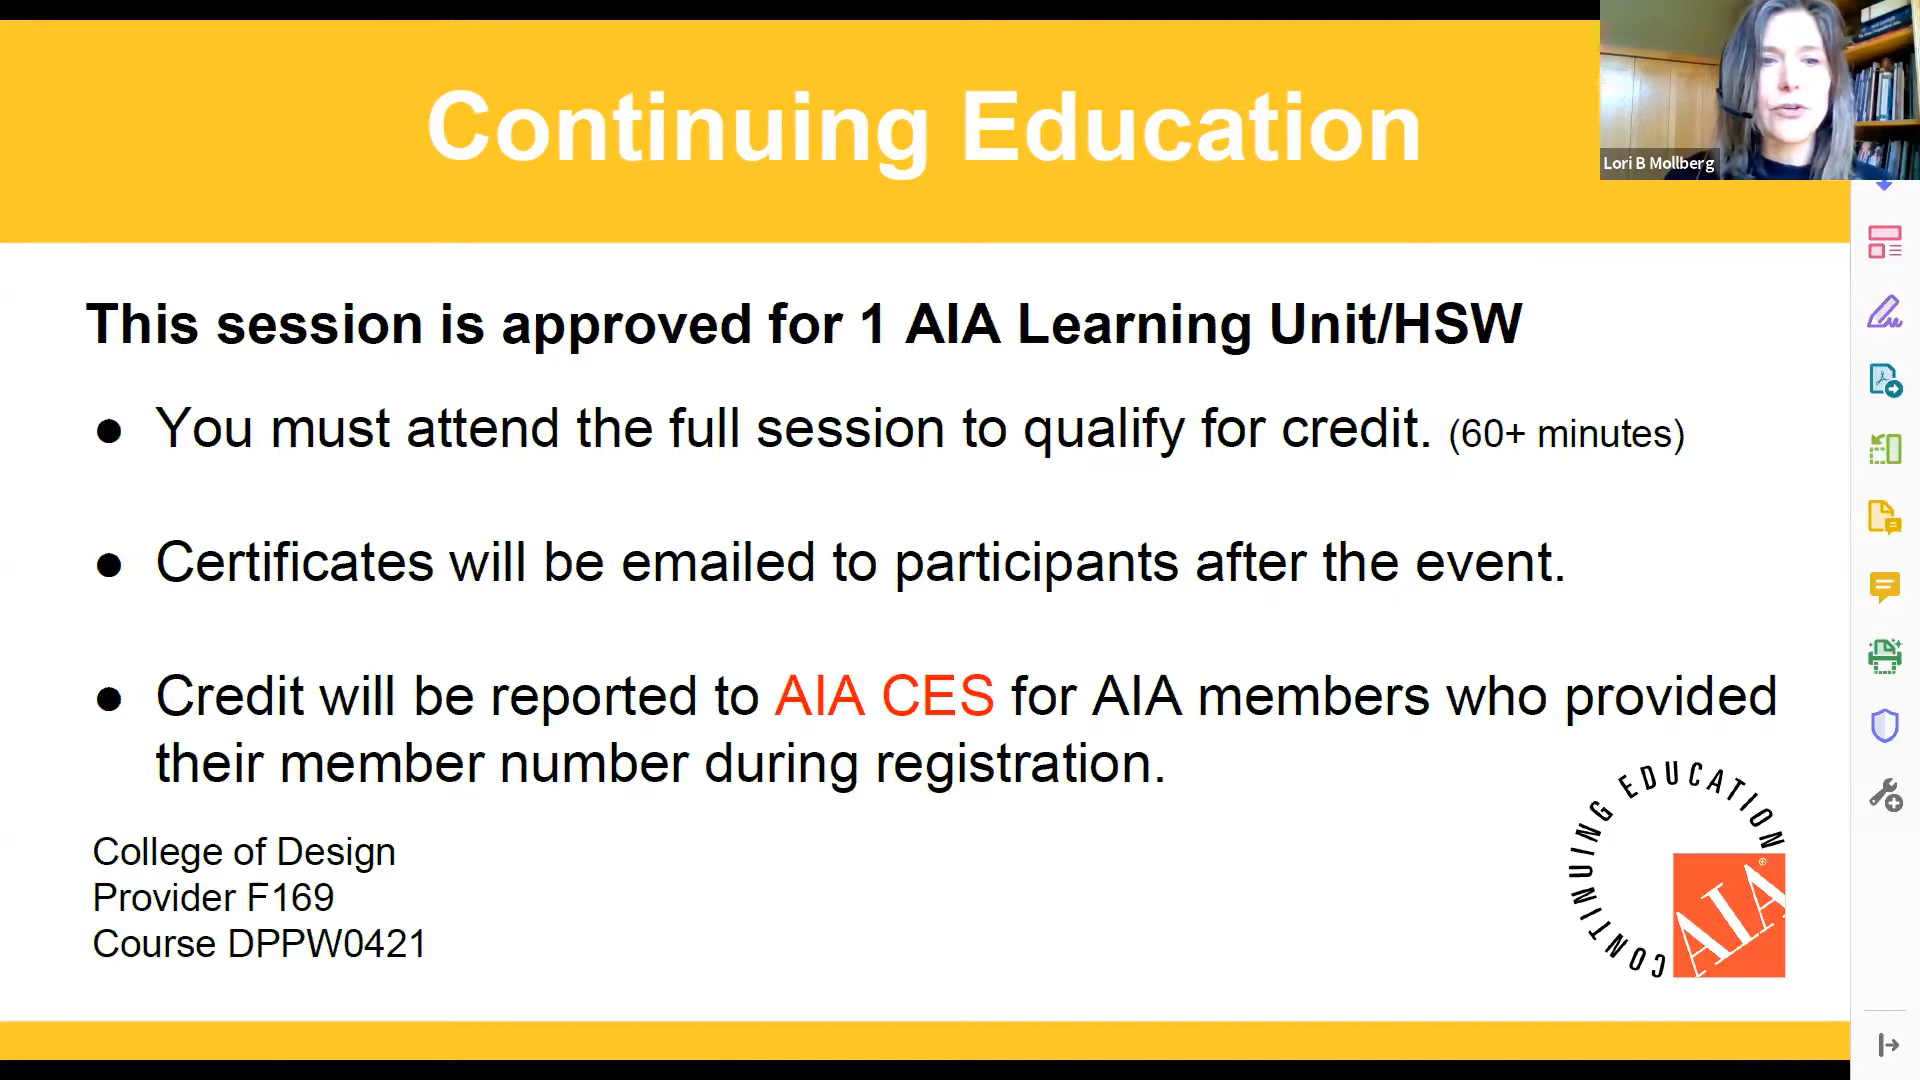 Continuing Education
Lori B Mollberg
This session is approved for 1 AIA Learning Unit/HSW
● You must attend the full session to qualify for credit. (60+ minutes)
● Certificates will be emailed to participants after the event.
● Credit will be reported to AIA CES for AIA members who provided
their member number during registration.
College of Design
Provider F169
Course DPPW0421
CONTINUING EDUCATION
AIA®